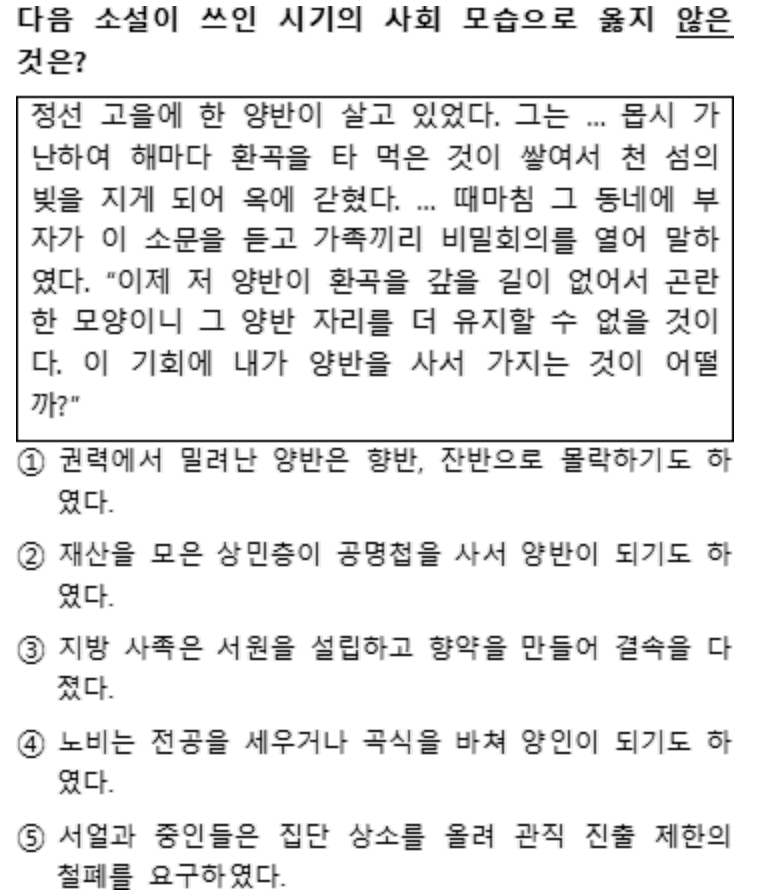 다음 소설이 쓰인 시기의 사회 모습으로 옳지 않은
것은?
정선 고을에 한 양반이 살고 있었다. 그는 ... 몹시 가
난하여 해마다 환곡을 타 먹은 것이 쌓여서 천 섬의
빚을 지게 되어 옥에 갇혔다. ... 때마침 그 동네에 부
자가 이 소문을 듣고 가족끼리 비밀회의를 열어 말하
였다. "이제 저 양반이 환곡을 갚을 길이 없어서 곤란
한 모양이니 그 양반 자리를 더 유지할 수 없을 것이
다. 이 기회에 내가 양반을 사서 가지는 것이 어떨
까?"
① 권력에서 밀려난 양반은 향반, 잔반으로 몰락하기도 하
였다.
② 재산을 모은 상민층이 공명첩을 사서 양반이 되기도 하
였다.
③ 지방 사족은 서원을 설립하고 향약을 만들어 결속을 다
졌다.
④ 노비는 전공을 세우거나 곡식을 바쳐 양인이 되기도 하
였다.
⑤ 서얼과 중인들은 집단 상소를 올려 관직 진출 제한의
철폐를 요구하였다.